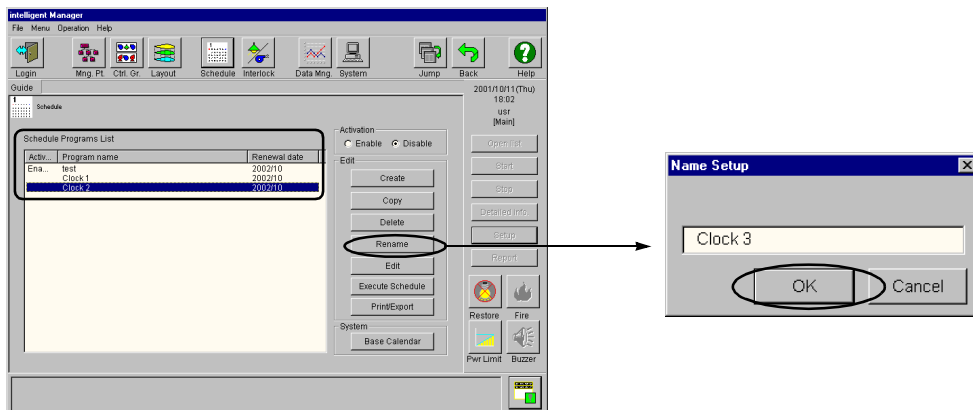 intelligent Manager
File Menu Operation Help
Login Mng. Pt. Ctrl. Gr. Layout Schedule Interlock Data Mng. System Jump Back Help
Guide
2001/10/11(Thu)
18:02
usr
[Main]
1
Schedule
Schedule Programs List
Activ... Program name Renewal date
Ena... test 2002/10
Clock 1 2002/10
Clock 2 2002/10
Activation
Enable Disable
Edit
Create
Copy
Delete
Rename
Edit
Execute Schedule
Print/Export
System
Base Calendar
Open list
Start
Stop
Detailed info.
Setup
Report
Restore Fire
Pwr Limit Buzzer
Name Setup
Clock 3
OK Cancel